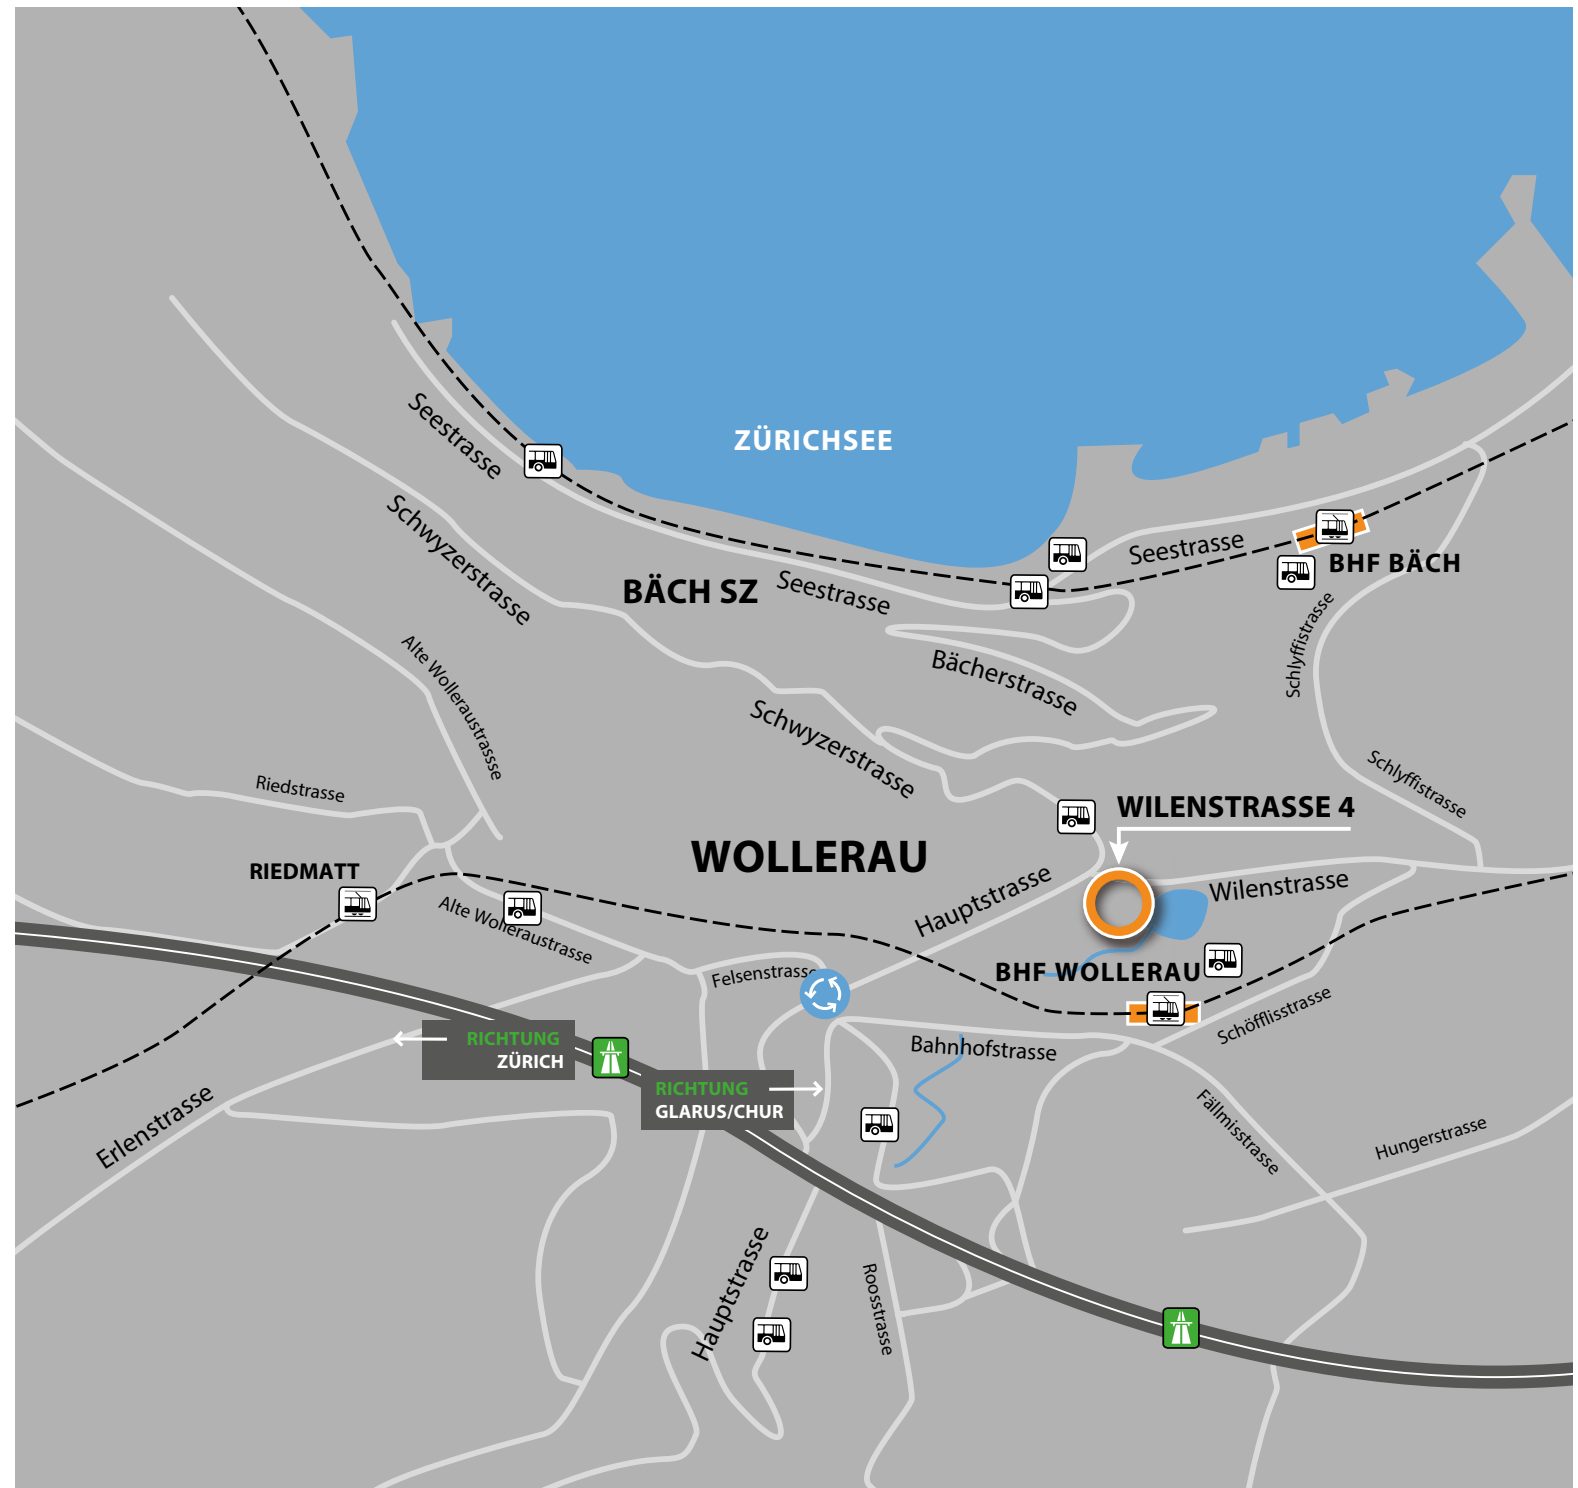 Seestrasse
ZÜRICHSEE
Schwyzerstrasse
Seestrasse
BHF BÄCH
BÄCH SZ
Seestrasse
Schlyffistrasse
Alte Wolleraustrassse
Bächerstrasse
Schwyzerstrasse
Riedstrasse
Schlyffistrasse
WILENSTRASSE 4
WOLLERAU
RIEDMATT
Hauptstrasse
Wilenstrasse
Alte Wolleraustrasse
Felsenstrasse
BHF WOLLERAU
Schöfflisstrasse
RICHTUNG
ZÜRICH
Bahnhofstrasse
RICHTUNG
GLARUS/CHUR
Erlenstrasse
Fällmisstrasse
Hungerstrasse
Hauptstrasse
Roosstrasse